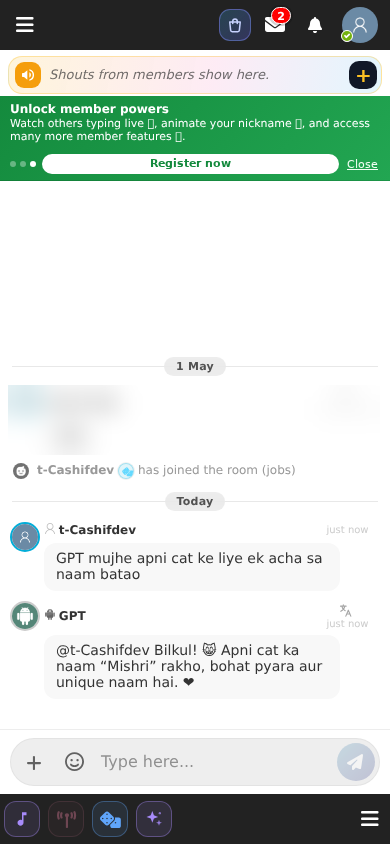 2
Shouts from members show here.
Unlock member powers
Watch others typing live, animate your nickname, and access
many more member features.
Register now
Close
1 May
t-Cashifdev has joined the room (jobs)
Today
t-Cashifdev just now
GPT mujhe apni cat ke liye ek acha sa
naam batao
GPT
just now
@t-Cashifdev Bilkul! 😸 Apni cat ka
naam “Mishri” rakho, bohat pyara aur
unique naam hai. ❤
Type here...